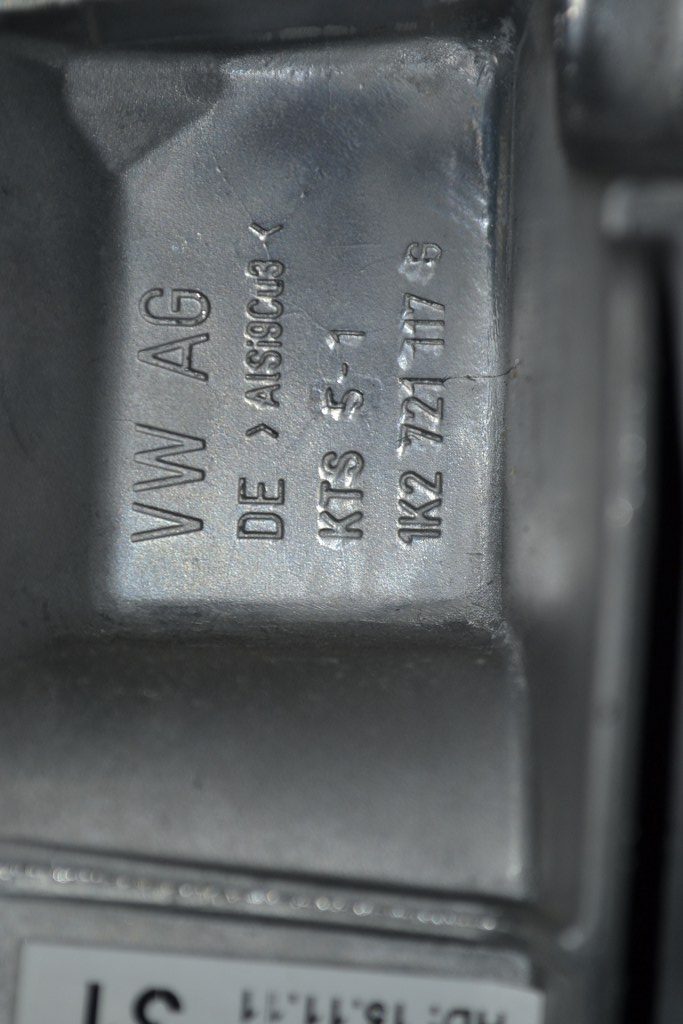 VW AG
DE >AlSi9Cu3<
KTS 5-1
1K2 721 117